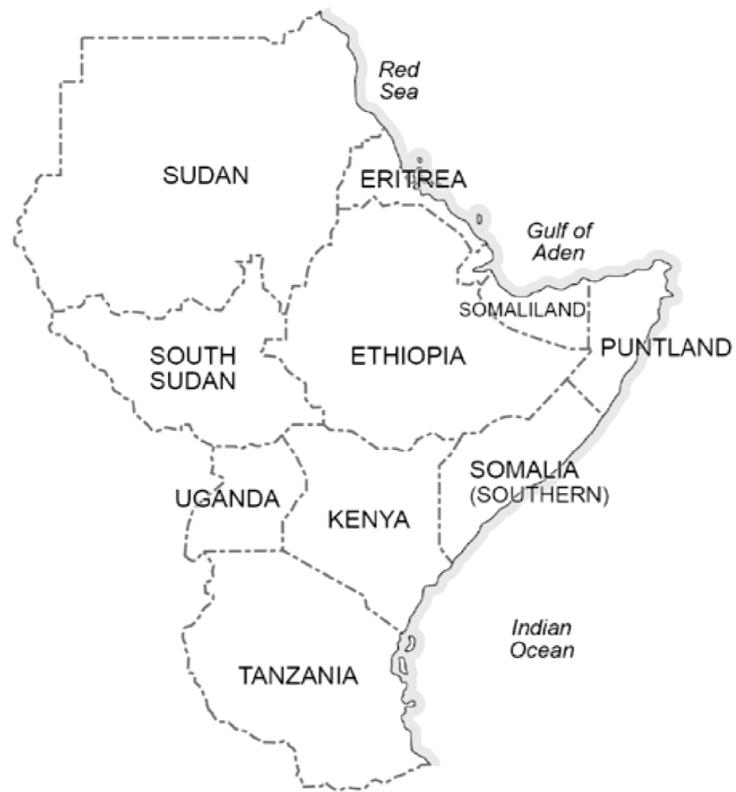 Red
Sea
SUDAN
ERITREA
Gulf of
Aden
SOMALILAND
SOUTH
SUDAN
ETHIOPIA
PUNTLAND
UGANDA
KENYA
SOMALIA
(SOUTHERN)
Indian
Ocean
TANZANIA